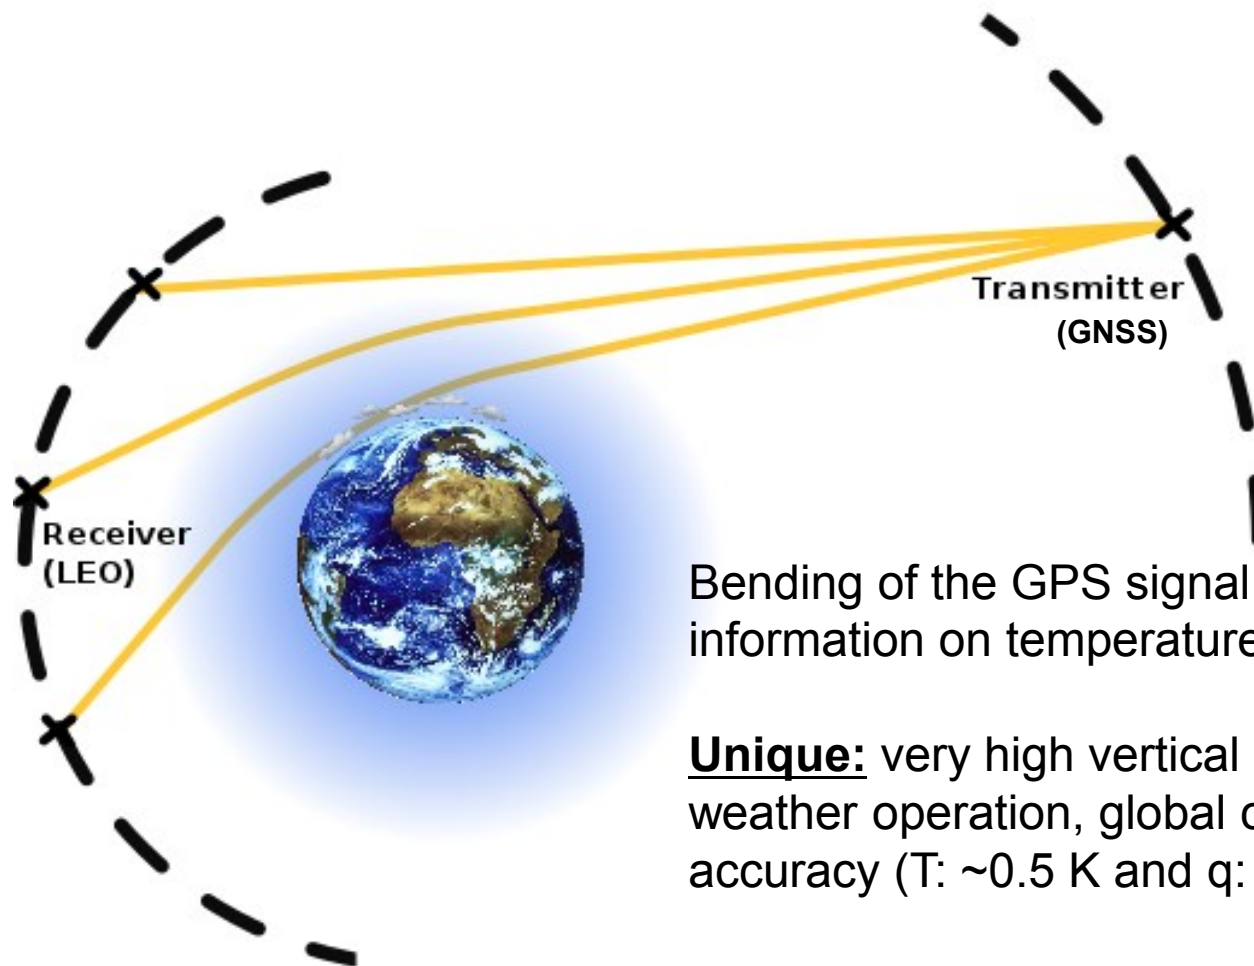 Transmitter
(GNSS)
Receiver
(LEO)
Bending of the GPS signal
information on temperature
Unique: very high vertical
weather operation, global
accuracy (T: ~0.5 K and q: